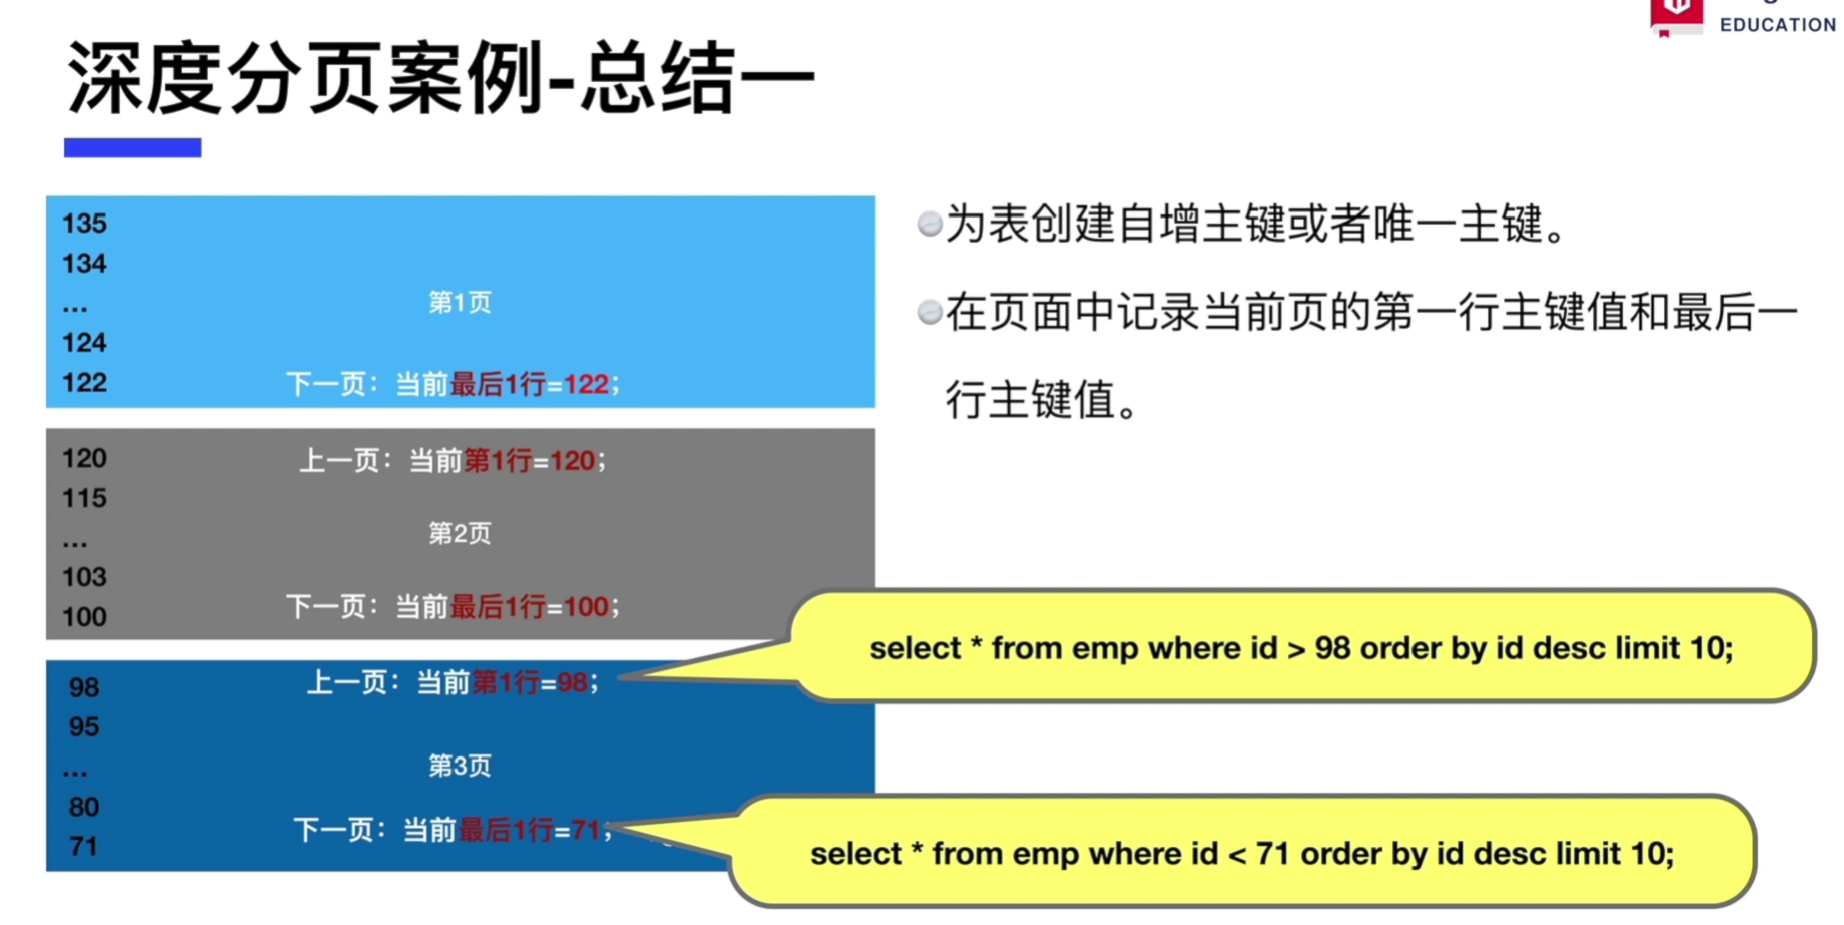 EDUCATION
深度分页案例-总结一
135
134
...
第1页
124
122
下一页：当前最后1行=122；
120
上一页：当前第1行=120；
115
...
第2页
103
100
下一页：当前最后1行=100；
98
上一页：当前第1行=98；
95
...
第3页
80
71
下一页：当前最后1行=71；
为表创建自增主键或者唯一主键。
在页面中记录当前页的第一行主键值和最后一
行主键值。
select * from emp where id > 98 order by id desc limit 10;
select * from emp where id < 71 order by id desc limit 10;